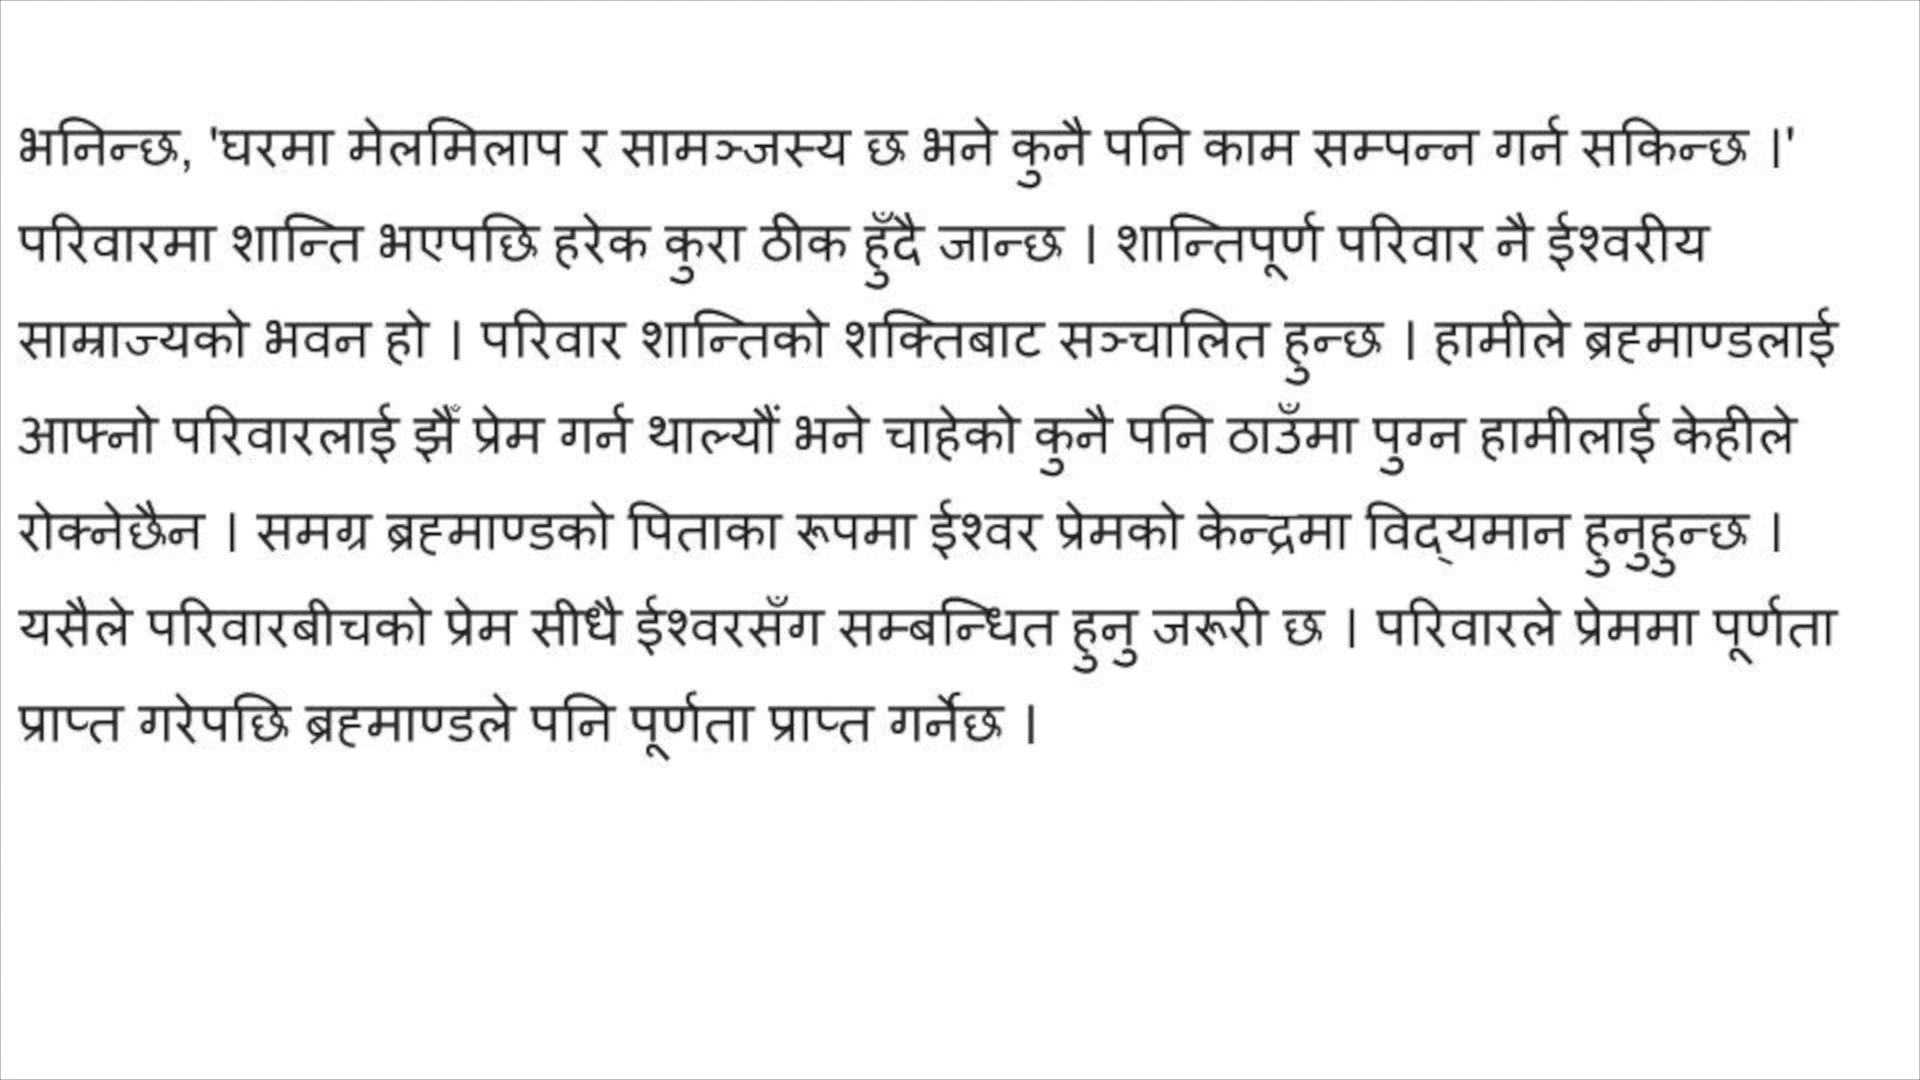 भनिन्छ, 'घरमा मेलमिलाप र सामञ्जस्य छ भने कुनै पनि काम सम्पन्न गर्न सकिन्छ ।'
परिवारमा शान्ति भएपछि हरेक कुरा ठीक हुँदै जान्छ । शान्तिपूर्ण परिवार नै ईश्वरीय
साम्राज्यको भवन हो । परिवार शान्तिको शक्तिबाट सञ्चालित हुन्छ । हामीले ब्रह्माण्डलाई
आफ्नो परिवारलाई झैँ प्रेम गर्न थाल्यौं भने चाहेको कुनै पनि ठाउँमा पुग्न हामीलाई केहीले
रोक्नेछैन । समग्र ब्रह्माण्डको पिताका रूपमा ईश्वर प्रेमको केन्द्रमा विद्यमान हुनुहुन्छ ।
यसैले परिवारबीचको प्रेम सीधै ईश्वरसँग सम्बन्धित हुनु जरूरी छ । परिवारले प्रेममा पूर्णता
प्राप्त गरेपछि ब्रह्माण्डले पनि पूर्णता प्राप्त गर्नेछ ।